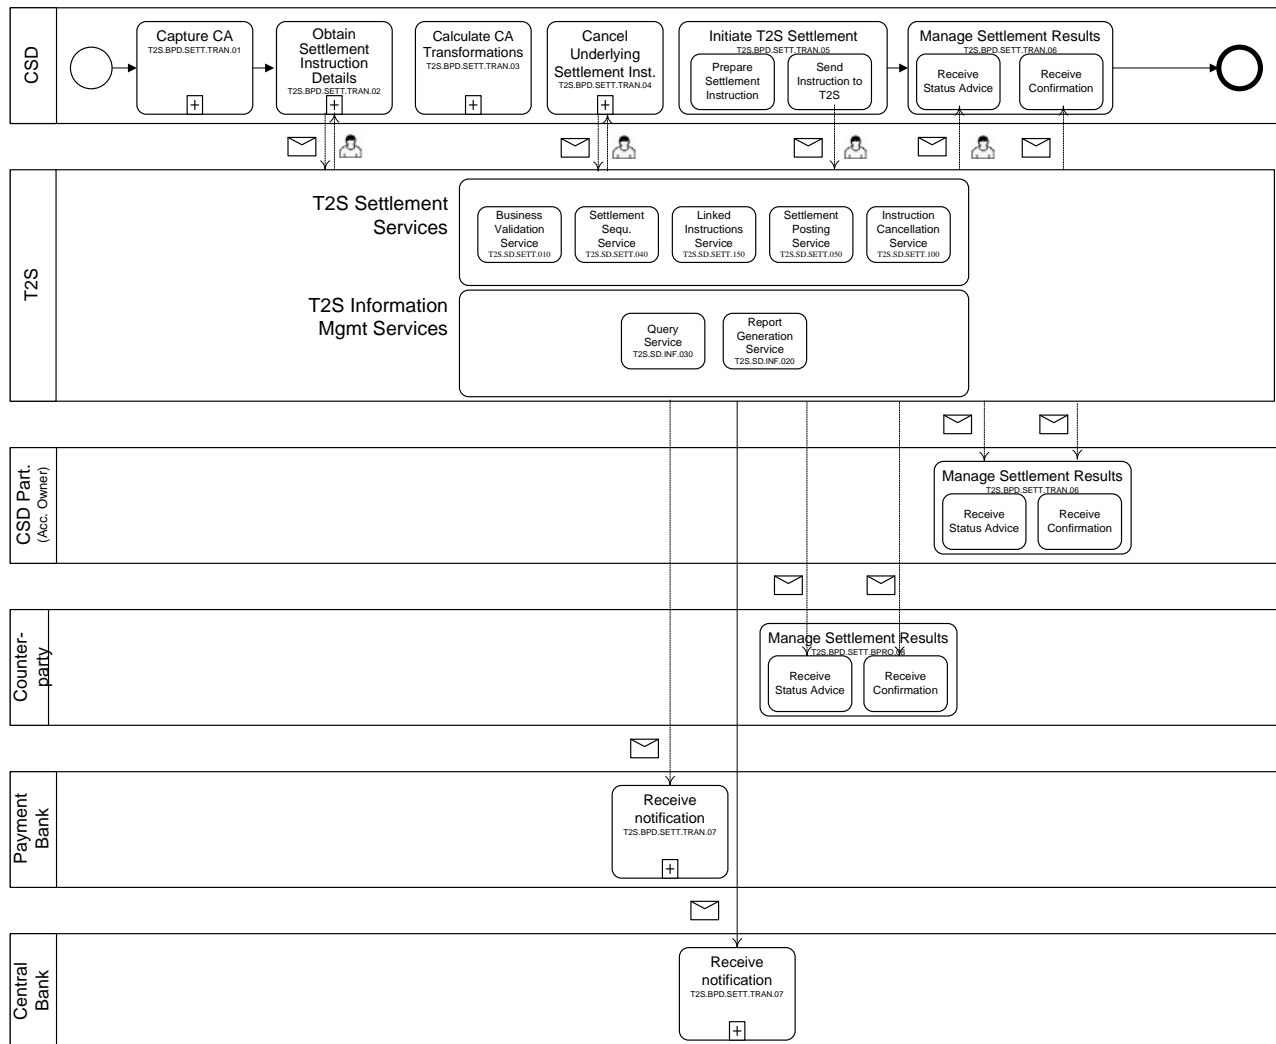 CSD
Capture CA
T2S.BPD.SETT.TRAN.01
Obtain
Settlement
Instruction
Details
T2S.BPD.SETT.TRAN.02
Calculate CA
Transformations
T2S.BPD.SETT.TRAN.03
Cancel
Underlying
Settlement Inst.
T2S.BPD.SETT.TRAN.04
Initiate T2S Settlement
T2S.BPD.SETT.TRAN.05
Prepare
Settlement
Instruction
Send
Instruction to
T2S
Manage Settlement Results
T2S.BPD.SETT.TRAN.06
Receive
Status Advice
Receive
Confirmation
T2S
T2S Settlement
Services
Business
Validation
Service
T2S.SD.SETT.010
Settlement
Sequ.
Service
T2S.SD.SETT.040
Linked
Instructions
Service
T2S.SD.SETT.150
Settlement
Posting
Service
T2S.SD.SETT.050
Instruction
Cancellation
Service
T2S.SD.SETT.100
T2S Information
Mgmt Services
Query
Service
T2S.SD.INF.030
Report
Generation
Service
T2S.SD.INF.020
CSD Part.
(Acc. Owner)
Manage Settlement Results
T2S.BPD.SETT.TRAN.06
Receive
Status Advice
Receive
Confirmation
Counter-
party
Manage Settlement Results
Receive
Status Advice
Receive
Confirmation
Payment
Bank
Receive
notification
T2S.BPD.SETT.TRAN.07
Central
Bank
Receive
notification
T2S.BPD.SETT.TRAN.07